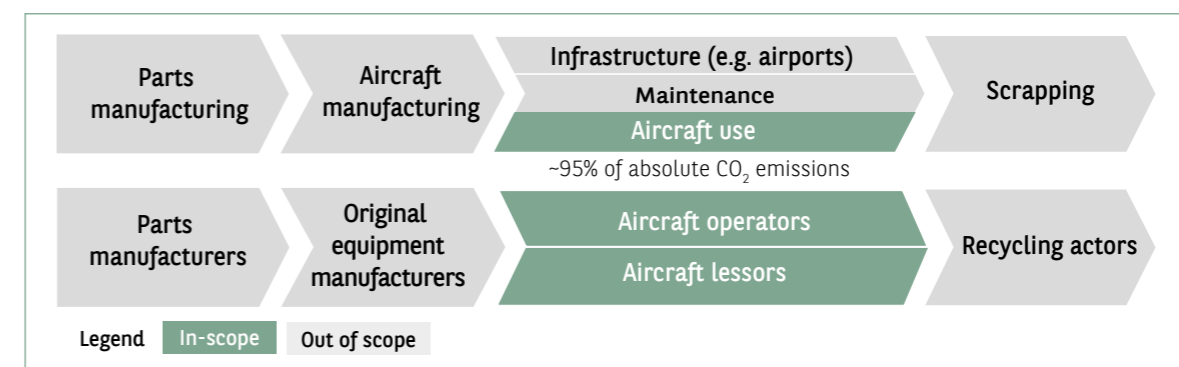 Parts
manufacturing
Aircraft
manufacturing
Infrastructure (e.g. airports)
Maintenance
Aircraft use
Scrapping
~95% of absolute CO₂ emissions
Parts
manufacturers
Original
equipment
manufacturers
Aircraft operators
Aircraft lessors
Recycling actors
Legend In-scope Out of scope